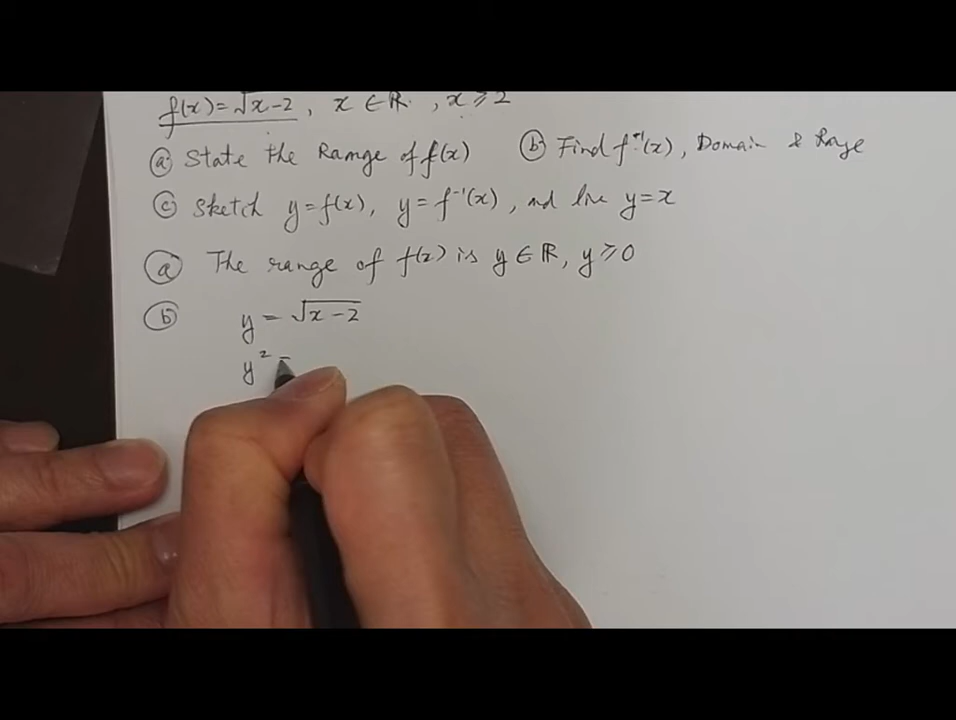 f(x) = √x-2, x ∈ ℝ, x ≥ 2
ⓐ State the Range of f(x) ⓑ Find f⁻¹(x), Domain & Range
ⓒ Sketch y = f(x), y = f⁻¹(x), and line y = x
ⓐ The range of f(x) is y ∈ ℝ, y ≥ 0
ⓑ y = √x-2
y² =